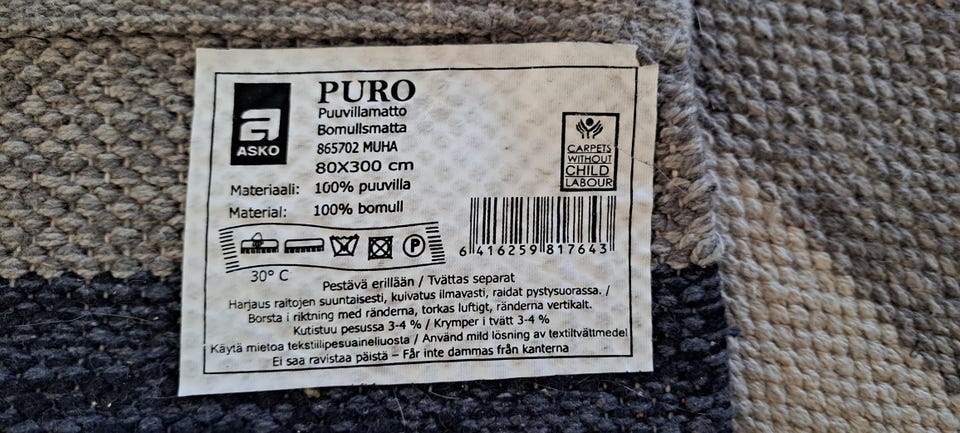 PURO
Puuvillamatto
Bomullsmatta
865702 MUHA
80X300 cm
a
ASKO
CARPETS
WITHOUT
CHILD
LABOUR
Materiaali: 100% puuvilla
Material: 100% bomull
P
30° C
6 416259 817643
Pestävä erillään / Tvättas separat
Harjaus raitojen suuntaisesti, kuivatus ilmavasti, raidat pystysuorassa. /
Borsta i riktning med ränderna, torkas luftigt, ränderna vertikalt.
Kutistuu pesussa 3-4 % / Krymper i tvätt 3-4 %
Käytä mietoa tekstiilipesuaineliuosta / Använd mild lösning av textiltvättmedel
Ei saa ravistaa päistä – Får inte dammas från kanterna